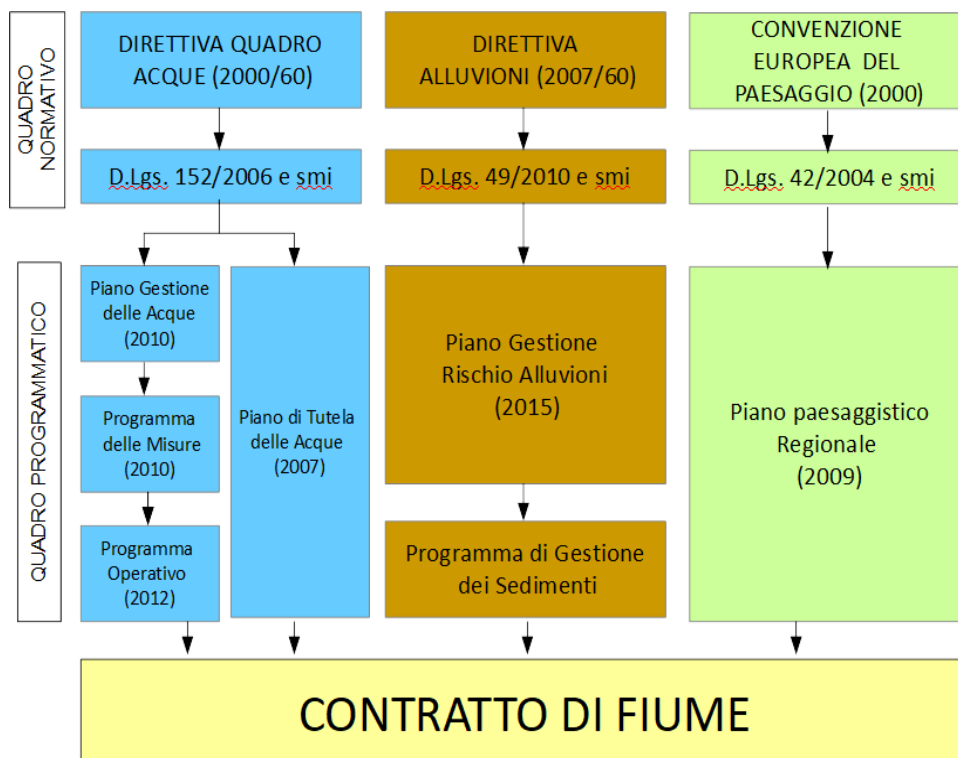 QUADRO
NORMATIVO
DIRETTIVA QUADRO
ACQUE (2000/60)
DIRETTIVA
ALLUVIONI (2007/60)
CONVENZIONE
EUROPEA DEL
PAESAGGIO (2000)
D.Lgs. 152/2006 e smi
D.Lgs. 49/2010 e smi
D.Lgs. 42/2004 e smi
QUADRO PROGRAMMATICO
Piano Gestione
delle Acque
(2010)
Programma
delle Misure
(2010)
Programma
Operativo
(2012)
Piano di Tutela
delle Acque
(2007)
Piano Gestione
Rischio Alluvioni
(2015)
Programma di Gestione
dei Sedimenti
Piano paesaggistico
Regionale
(2009)
CONTRATTO DI FIUME